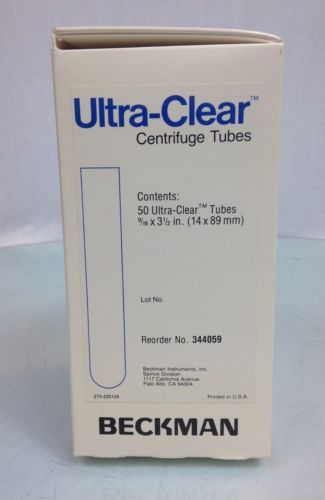 Ultra-Clear™
Centrifuge Tubes
Contents:
50 Ultra-Clear™ Tubes
9/16 x 3½ in. (14 x 89 mm)
Lot No.
Reorder No. 344059
Beckman Instruments, Inc.
Spinco Division
1117 California Avenue
Palo Alto, CA 94304
Printed in U.S.A.
BECKMAN